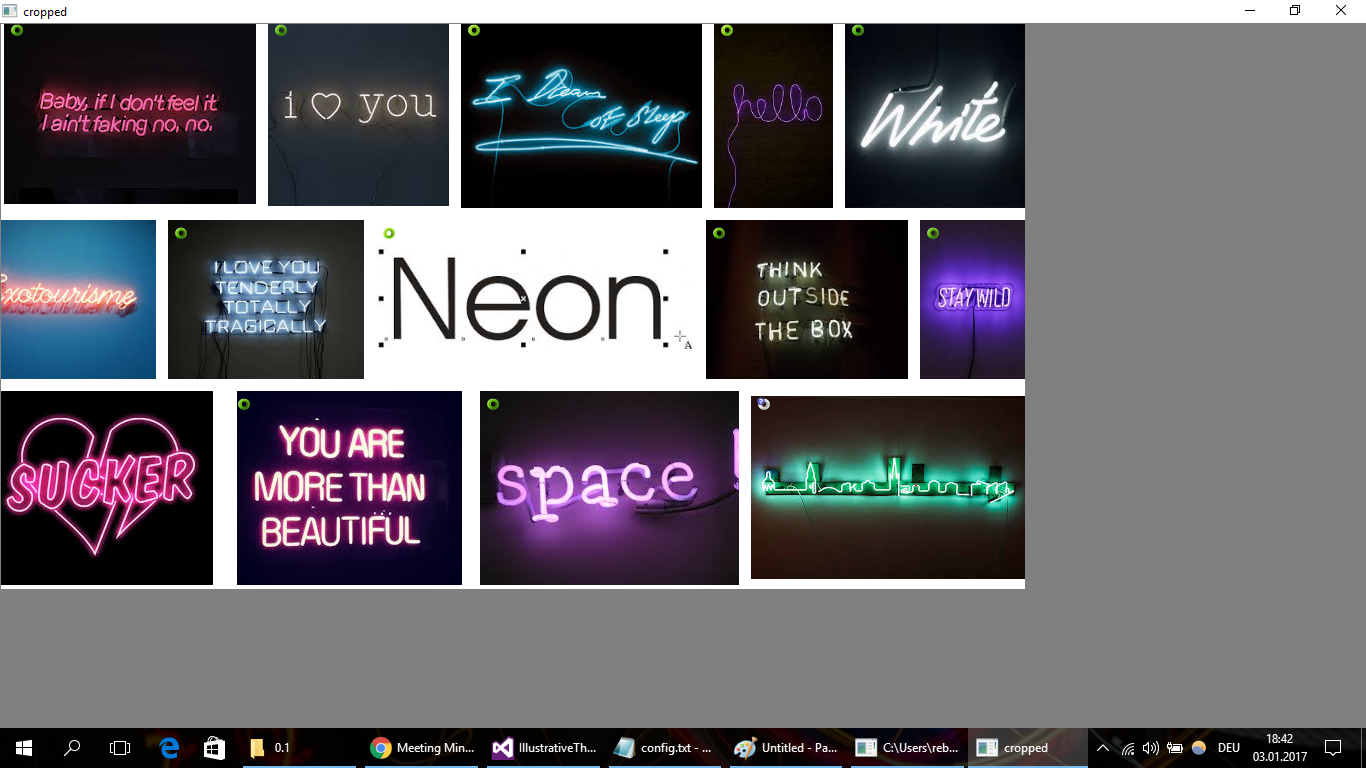 cropped
Baby, if I don't feel it
I ain't faking no, no.
i you
I Dream
of Sleep
hello
White
xotourisme
I LOVE YOU
TENDERLY
TOTALLY
TRAGICALLY
Neon
A
THINK
OUTSIDE
THE BOX
STAY WILD
SUCKER
YOU ARE
MORE THAN
BEAUTIFUL
space
0.1
Meeting Min...
IllustrativeTh...
config.txt - ...
Untitled - Pa...
C:\Users\reb...
cropped
DEU
18:42
03.01.2017